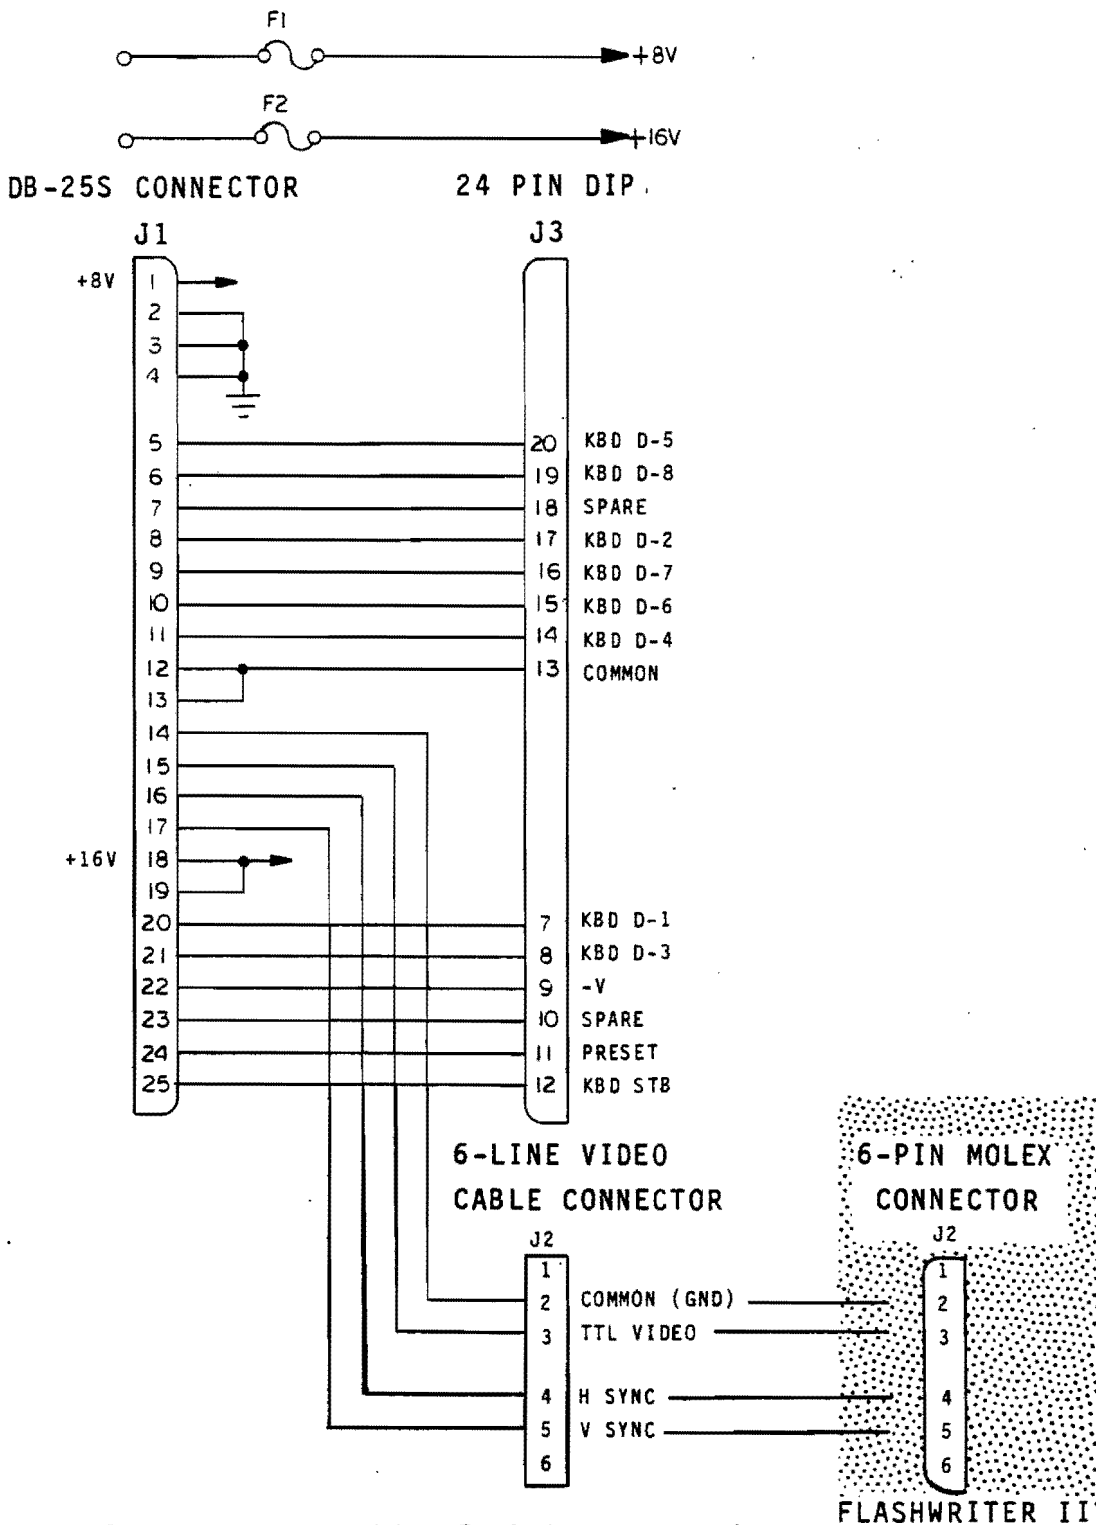 F1
+8V
F2
+16V
DB-25S CONNECTOR
24 PIN DIP
J1
J3
+8V 1
2
3
4
5 20 KBD D-5
6 19 KBD D-8
7 18 SPARE
8 17 KBD D-2
9 16 KBD D-7
10 15 KBD D-6
11 14 KBD D-4
12 13 COMMON
13
14
15
16
17
+16V 18
19
20 7 KBD D-1
21 8 KBD D-3
22 9 -V
23 10 SPARE
24 11 PRESET
25 12 KBD STB
6-LINE VIDEO
CABLE CONNECTOR
J2
1
2 COMMON (GND)
3 TTL VIDEO
4 H SYNC
5 V SYNC
6
6-PIN MOLEX
CONNECTOR
J2
1
2
3
4
5
6
FLASHWRITER II